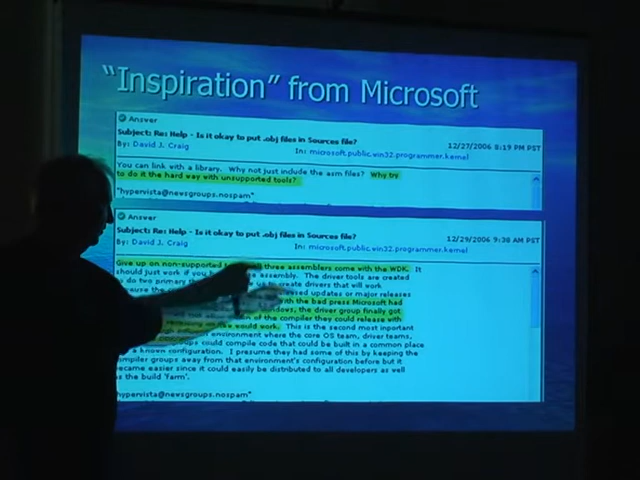 “Inspiration” from Microsoft
Answer
Subject: Re: Help - Is it okay to put .obj files in Sources file?
By: David J. Craig
12/27/2006 8:19 PM PST
In: microsoft.public.win32.programmer.kernel
You can link with a library. Why not just include the asm files? Why try
to do it the hard way with unsupported tools?
"hypervista@newsgroups.nospam"
Answer
Subject: Re: Help - Is it okay to put .obj files in Sources file?
12/29/2006 9:38 AM PST
By: David J. Craig
In: microsoft.public.win32.programmer.kernel
Give up on non-supported three assemblers come with the WDK. It
should just work if you assembly. The driver tools are created
to do two primary create drivers that will work
because the updates or major releases
with the bad press Microsoft had
the driver group finally got
of the compiler they could release with
would work. This is the second most important
environment where the core OS team, driver teams,
groups could compile code that could be built in a common place
a known configuration. I presume they had some of this by keeping the
compiler groups away from that environment's configuration before but it
became easier since it could easily be distributed to all developers as well
as the build 'farm'.
"hypervista@newsgroups.nospam"